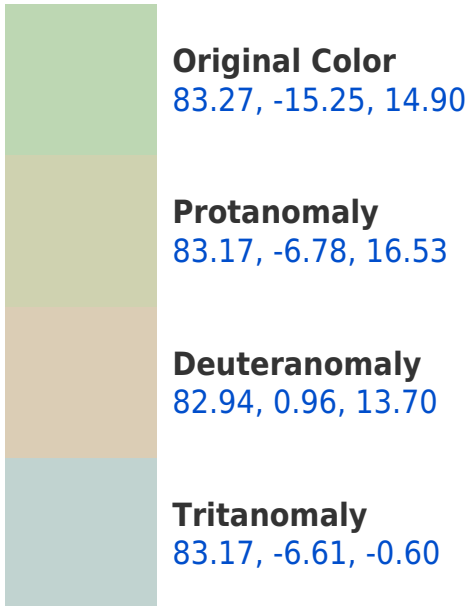 Original Color
83.27, -15.25, 14.90
Protanomaly
83.17, -6.78, 16.53
Deuteranomaly
82.94, 0.96, 13.70
Tritanomaly
83.17, -6.61, -0.60